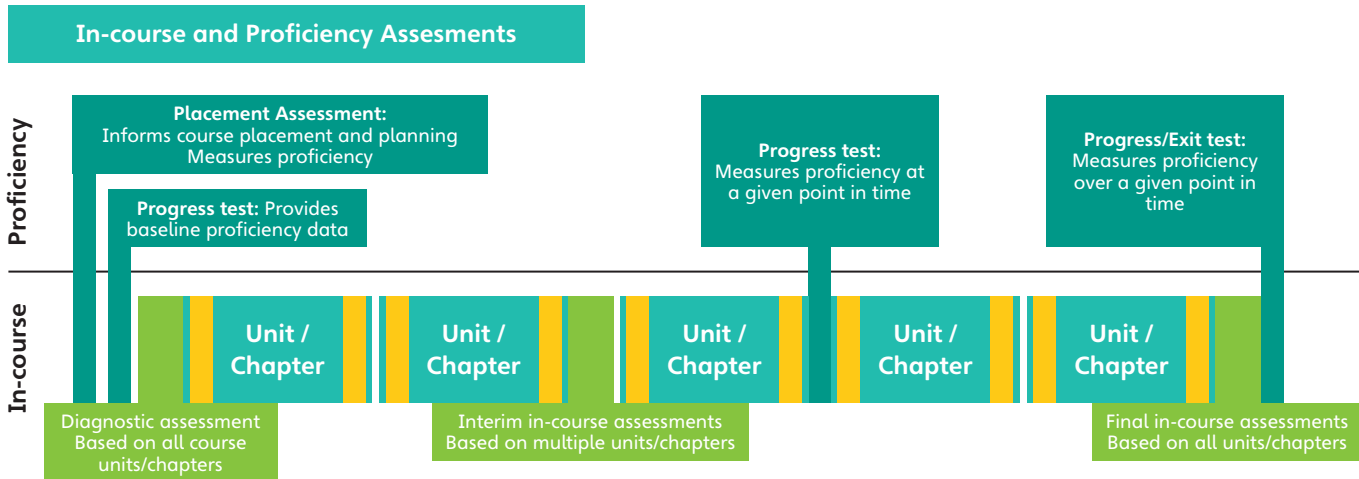 In-course and Proficiency Assesments
Proficiency
Placement Assessment:
Informs course placement and planning
Measures proficiency
Progress test: Provides
baseline proficiency data
Progress test:
Measures proficiency at
a given point in time
Progress/Exit test:
Measures proficiency
over a given point in
time
In-course
Unit /
Chapter
Unit /
Chapter
Unit /
Chapter
Unit /
Chapter
Unit /
Chapter
Diagnostic assessment
Based on all course
units/chapters
Interim in-course assessments
Based on multiple units/chapters
Final in-course assessments
Based on all units/chapters